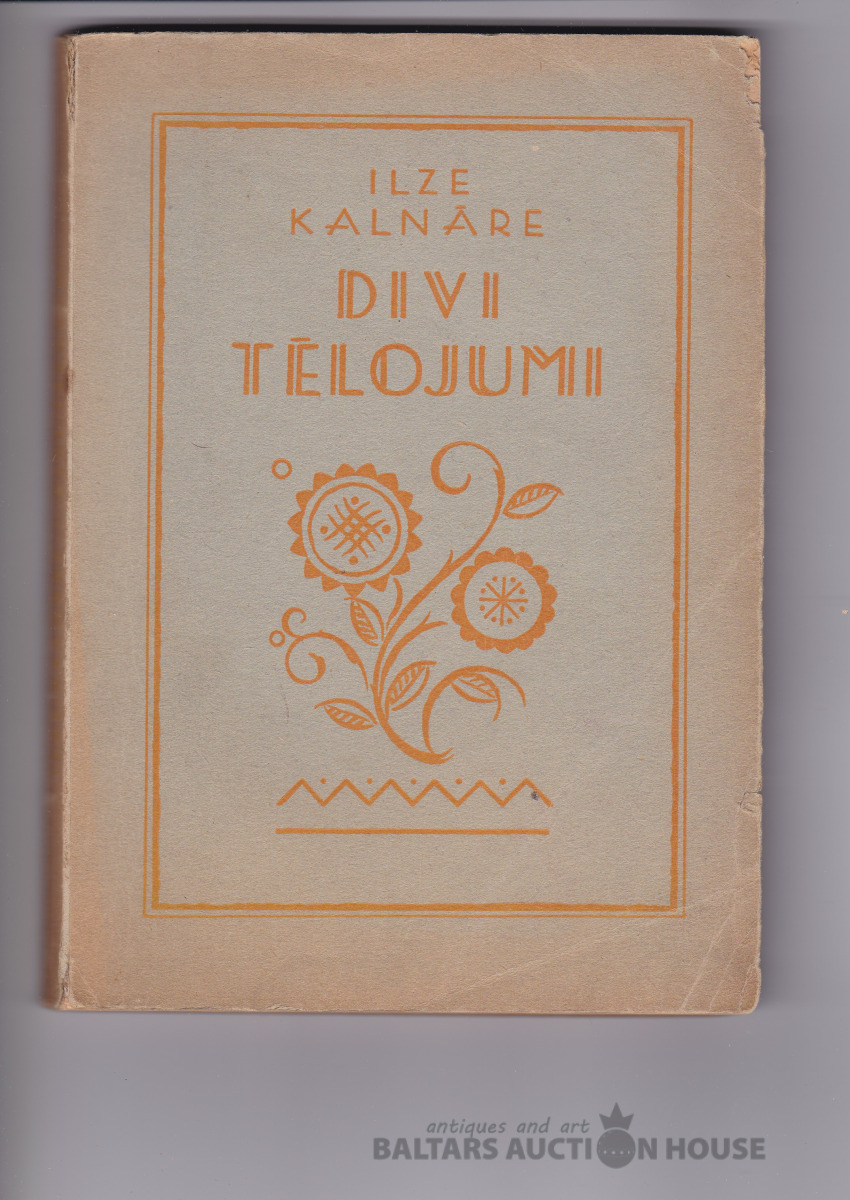 ILZE
KALNĀRE
DIVI
TĒLOJUMI
antiques and art
BALTARS AUCTION HOUSE